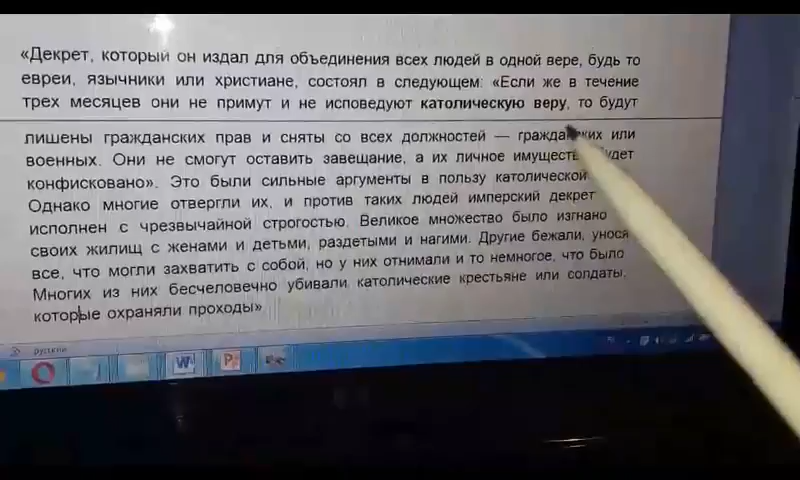 «Декрет, который он издал для объединения всех людей в одной вере, будь то
евреи, язычники или христиане, состоял в следующем: «Если же в течение
трех месяцев они не примут и не исповедуют католическую веру, то будут
лишены гражданских прав и сняты со всех должностей — гражданских или
военных. Они не смогут оставить завещание, а их личное имущество будет
конфисковано». Это были сильные аргументы в пользу католической
Однако многие отвергли их, и против таких людей имперский декрет
исполнен с чрезвычайной строгостью. Великое множество было изгнано
своих жилищ с женами и детьми, раздетыми и нагими. Другие бежали, унося
все, что могли захватить с собой, но у них отнимали и то немногое, что было
Многих из них бесчеловечно убивали католические крестьяне или солдаты,
которые охраняли проходы»
русский